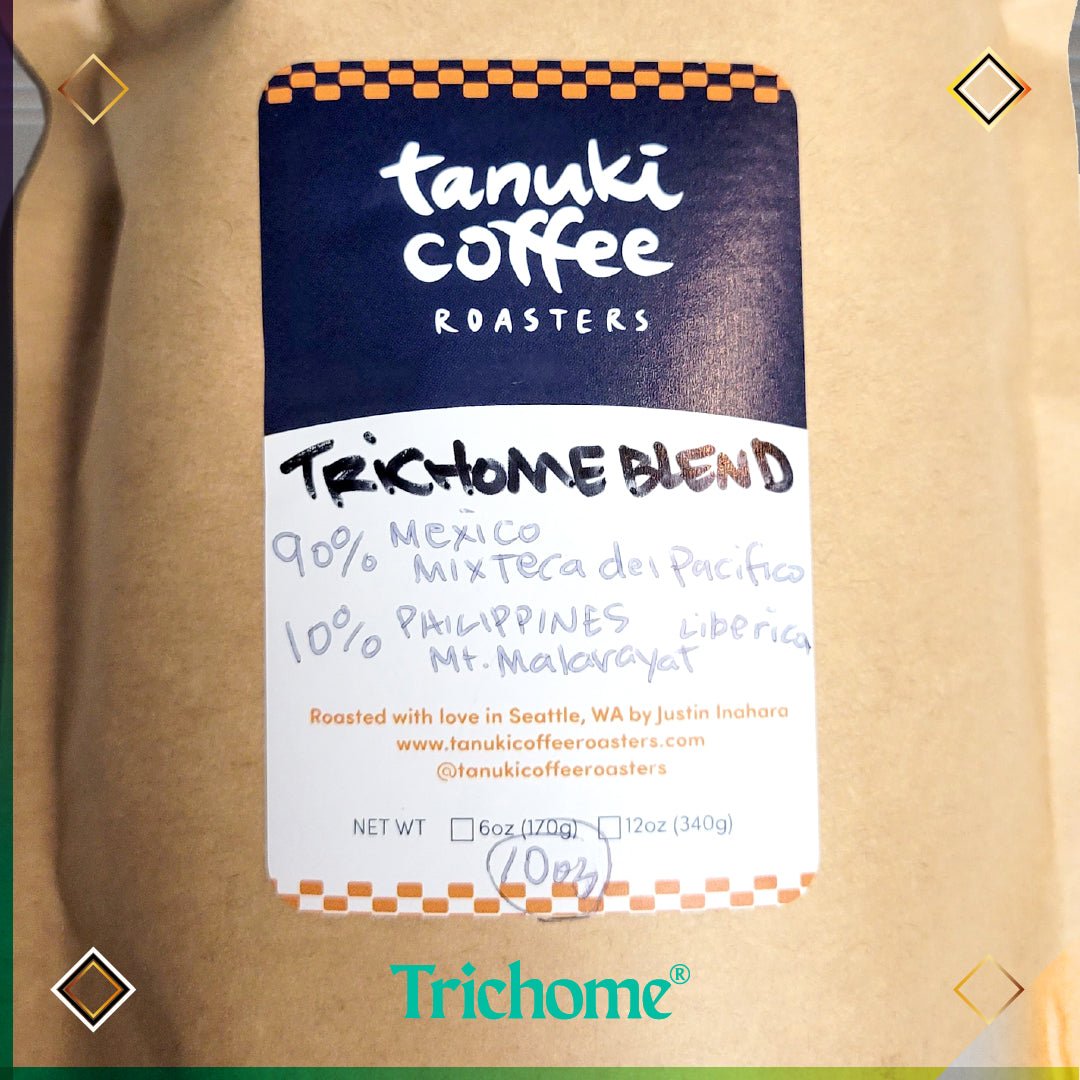 tanuki
coffee
ROASTERS
TRICHOME BLEND
90% Mexico
Mixteca del Pacifico
10% PHILIPPINES Liberica
Mt. Malarayat
Roasted with love in Seattle, WA by Justin Inahara
www.tanukicoffeeroasters.com
@tanukicoffeeroasters
NET WT 6oz (170g) 12oz (340g)
10oz
Trichome®